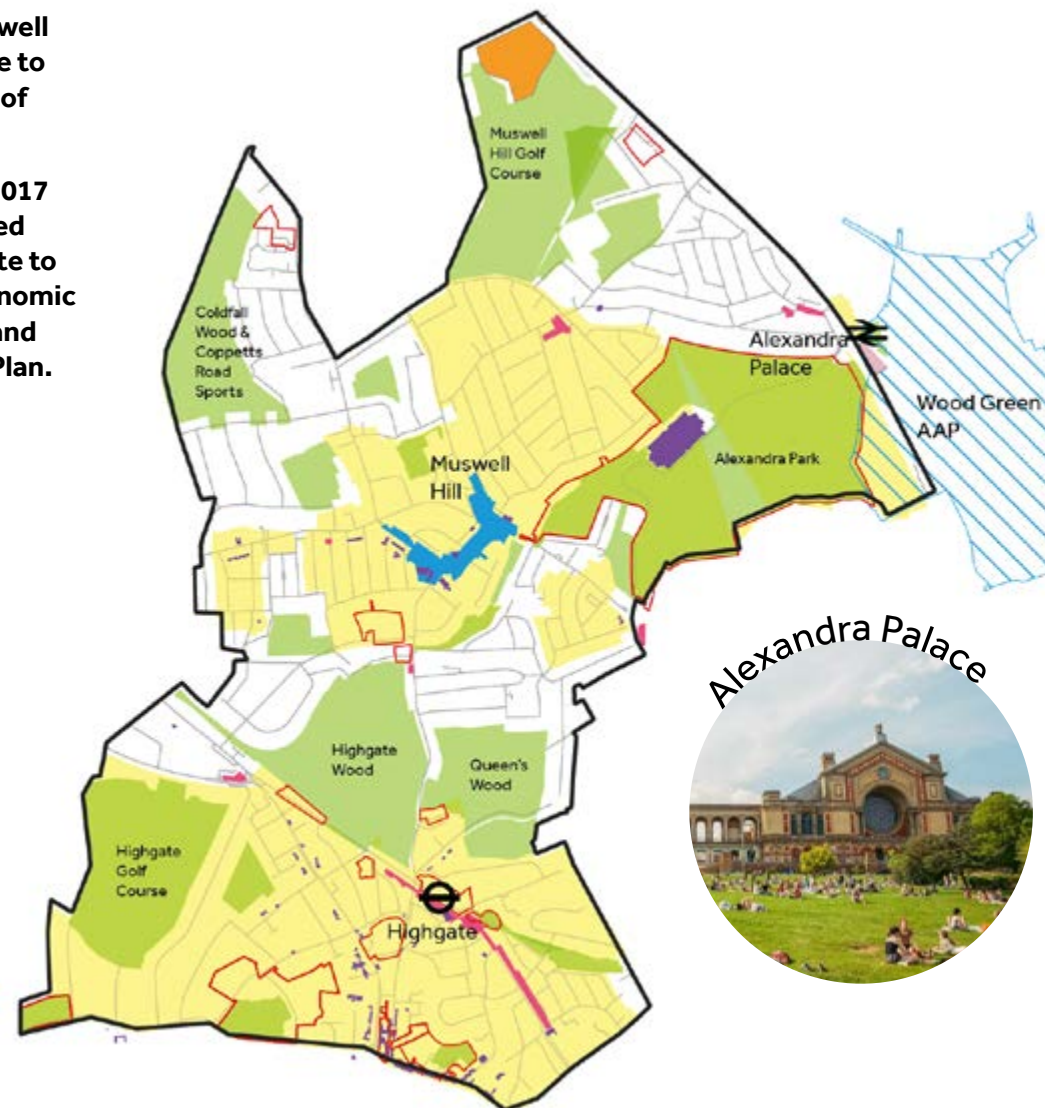 well
e to
of
017
ed
te to
nomic
and
Plan.
Muswell
Hill Golf
Course
Coldfall
Wood &
Coppetts
Road
Sports
Alexandra
Palace
Wood Green
AAP
Muswell
Hill
Alexandra Park
Alexandra Palace
Highgate
Wood
Queen's
Wood
Highgate
Golf
Course
Highgate